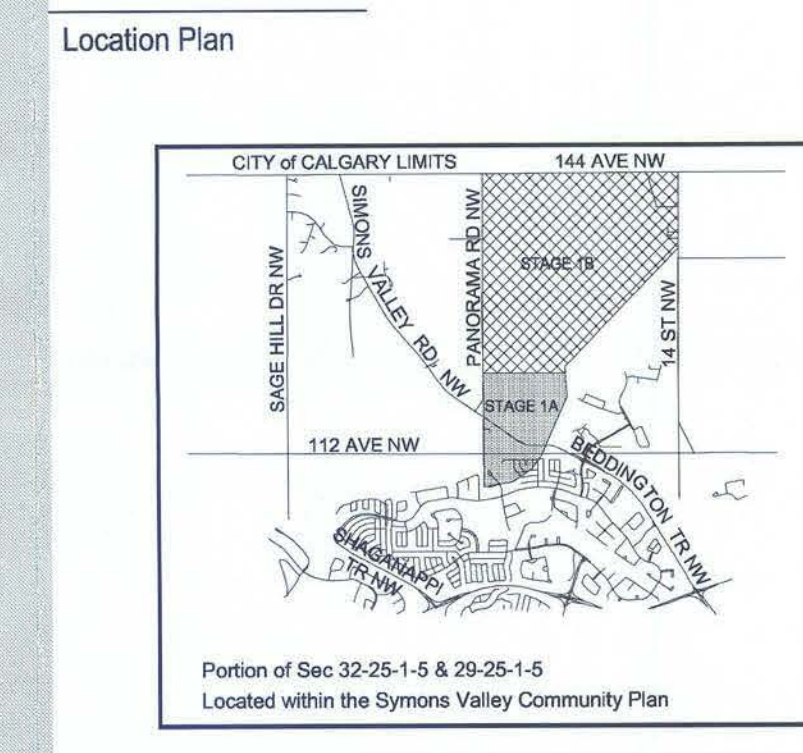 Location Plan
CITY of CALGARY LIMITS
144 AVE NW
SIMONS VALLEY RD NW
PANORAMA RD NW
SAGE HILL DR NW
STAGE 1B
14 ST NW
STAGE 1A
112 AVE NW
BEDDINGTON TR NW
SHAGANAPPI
TR NW
Portion of Sec 32-25-1-5 & 29-25-1-5
Located within the Symons Valley Community Plan